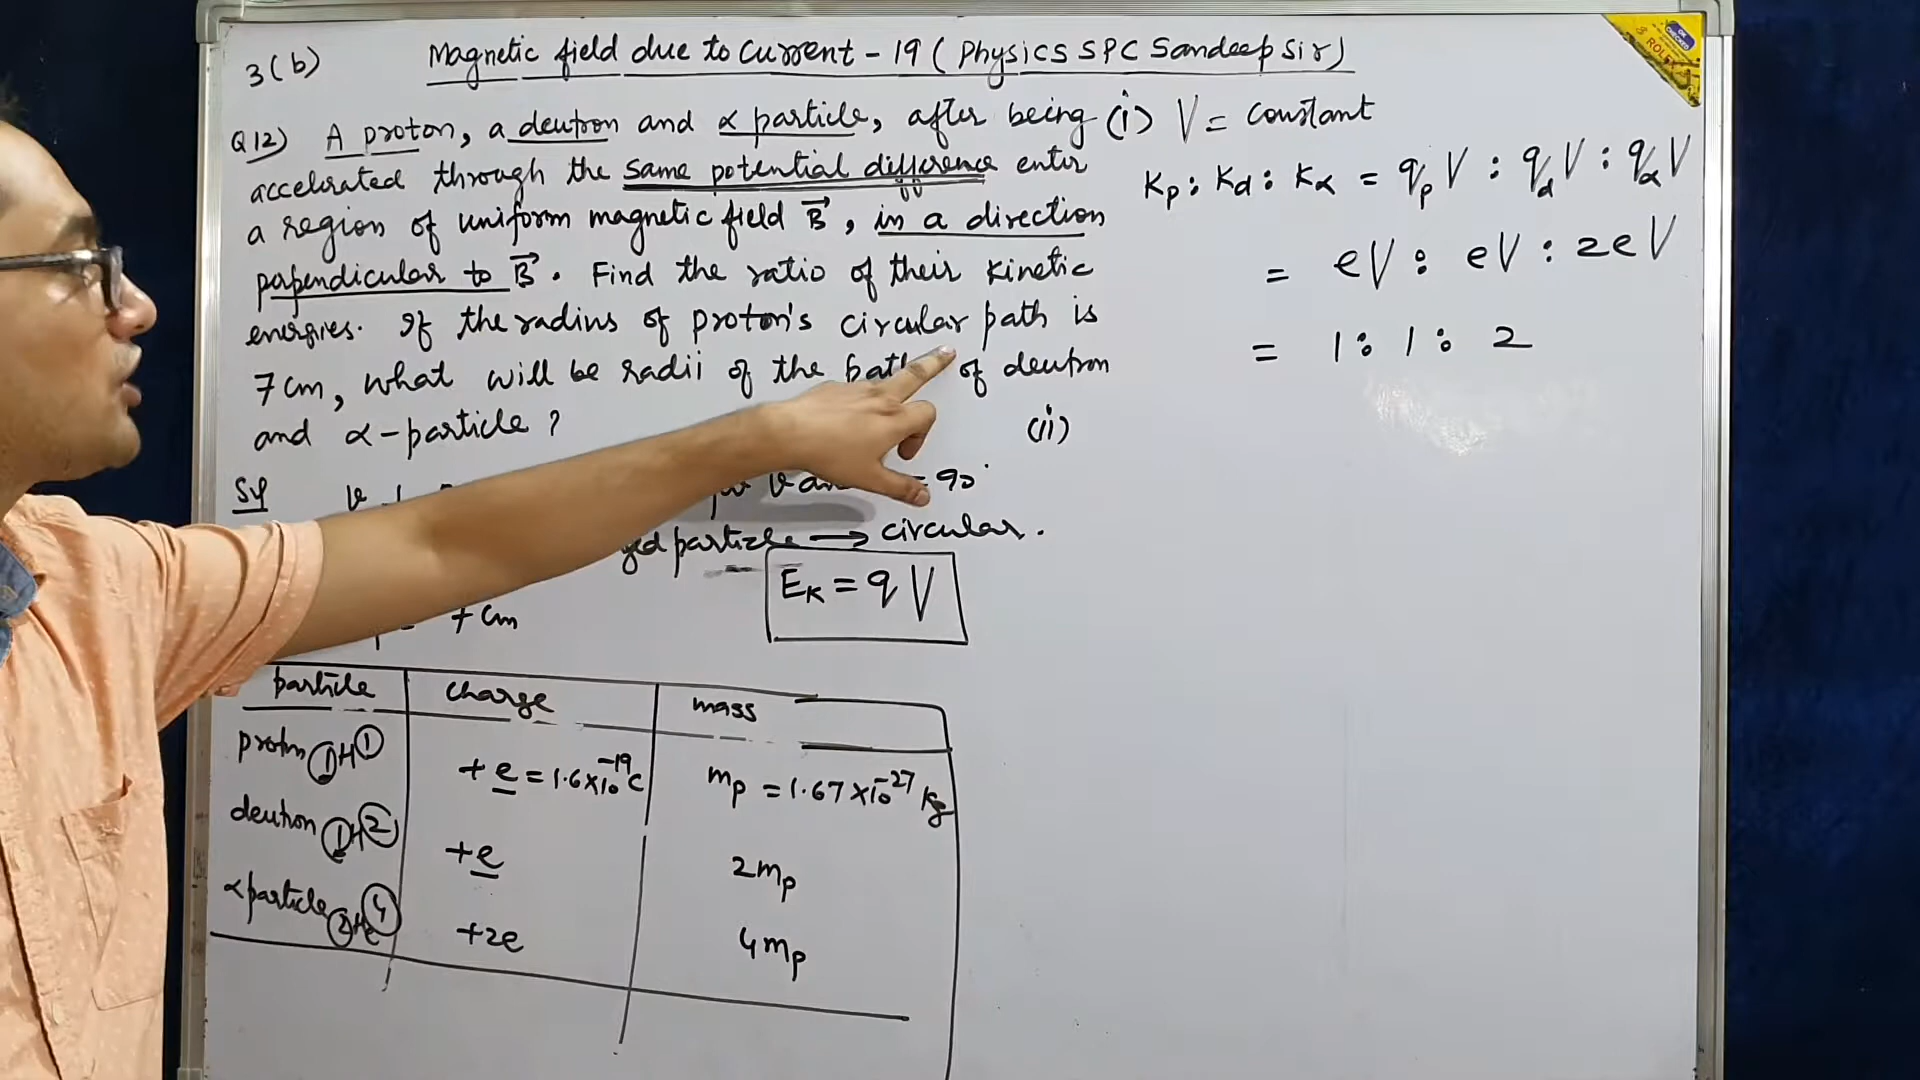 3(b) Magnetic field due to Current - 19 ( Physics SPC Sandeep Sir)
Q12) A proton, a deutron and α particle, after being
accelerated through the same potential difference enter
a region of uniform magnetic field B⃗, in a direction
perpendicular to B⃗. Find the ratio of their Kinetic
energies. If the radius of proton's circular path is
7 cm, what will be radii of the path of deutron
and α-particle ?
(i) V = Constant
Kp : Kd : Kα = qpV : qdV : qαV
= eV : eV : 2eV
= 1 : 1 : 2
(ii)
= 90°
particle → circular.
EK = qV
7 cm
particle charge mass
proton 1H1 +e = 1.6×10-19 C mp = 1.67 ×10-27 Kg
deutron 1H2 +e 2mp
α particle 2He4 +2e 4mp
ROLEX